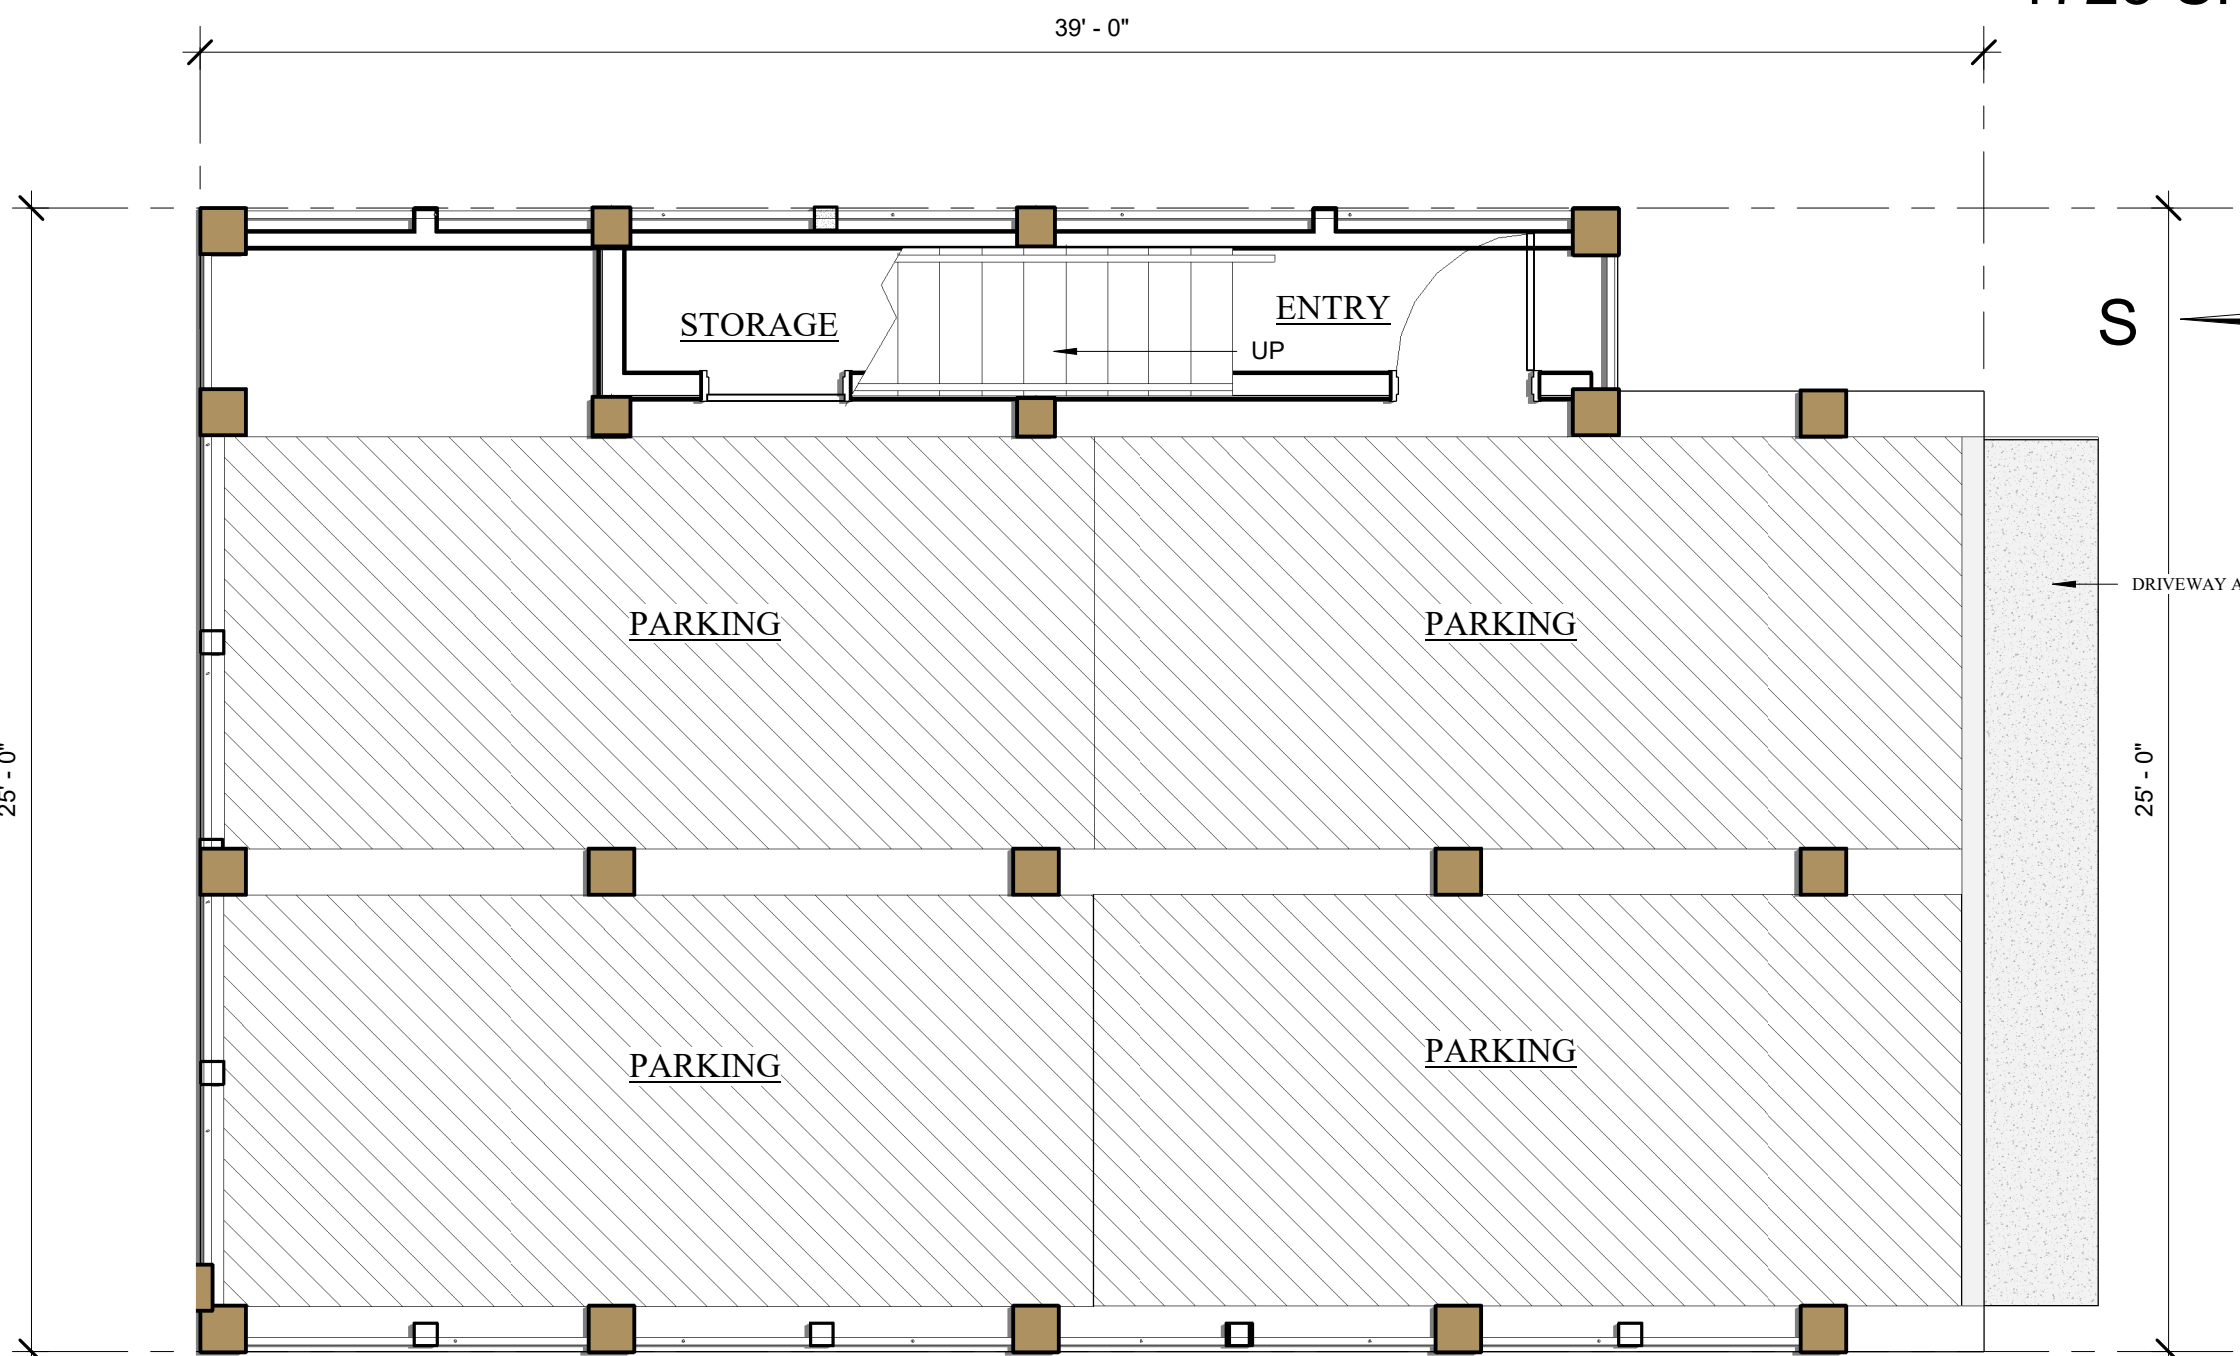 39' - 0"
STORAGE
ENTRY
UP
S
PARKING
PARKING
DRIVEWAY
25' - 0"
25' - 0"
PARKING
PARKING